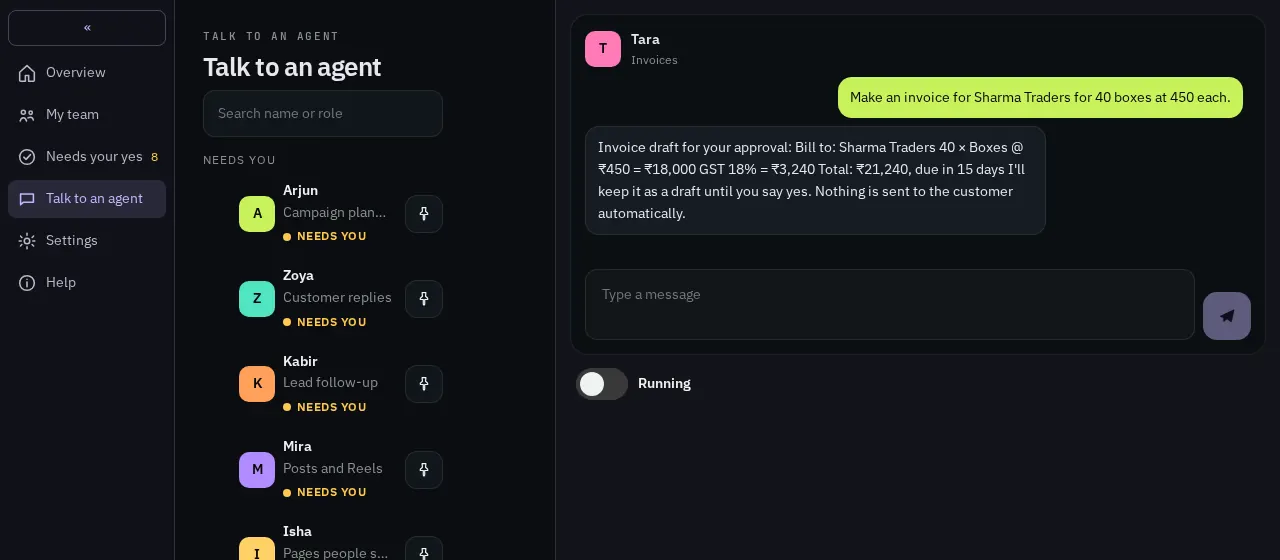 «
Overview
My team
Needs your yes 8
Talk to an agent
Settings
Help
TALK TO AN AGENT
Talk to an agent
Search name or role
NEEDS YOU
A
Arjun
Campaign plan...
NEEDS YOU
Z
Zoya
Customer replies
NEEDS YOU
K
Kabir
Lead follow-up
NEEDS YOU
M
Mira
Posts and Reels
NEEDS YOU
I
Isha
Pages people s...
T
Tara
Invoices
Make an invoice for Sharma Traders for 40 boxes at 450 each.
Invoice draft for your approval: Bill to: Sharma Traders 40 × Boxes @
₹450 = ₹18,000 GST 18% = ₹3,240 Total: ₹21,240, due in 15 days I'll
keep it as a draft until you say yes. Nothing is sent to the customer
automatically.
Type a message
Running